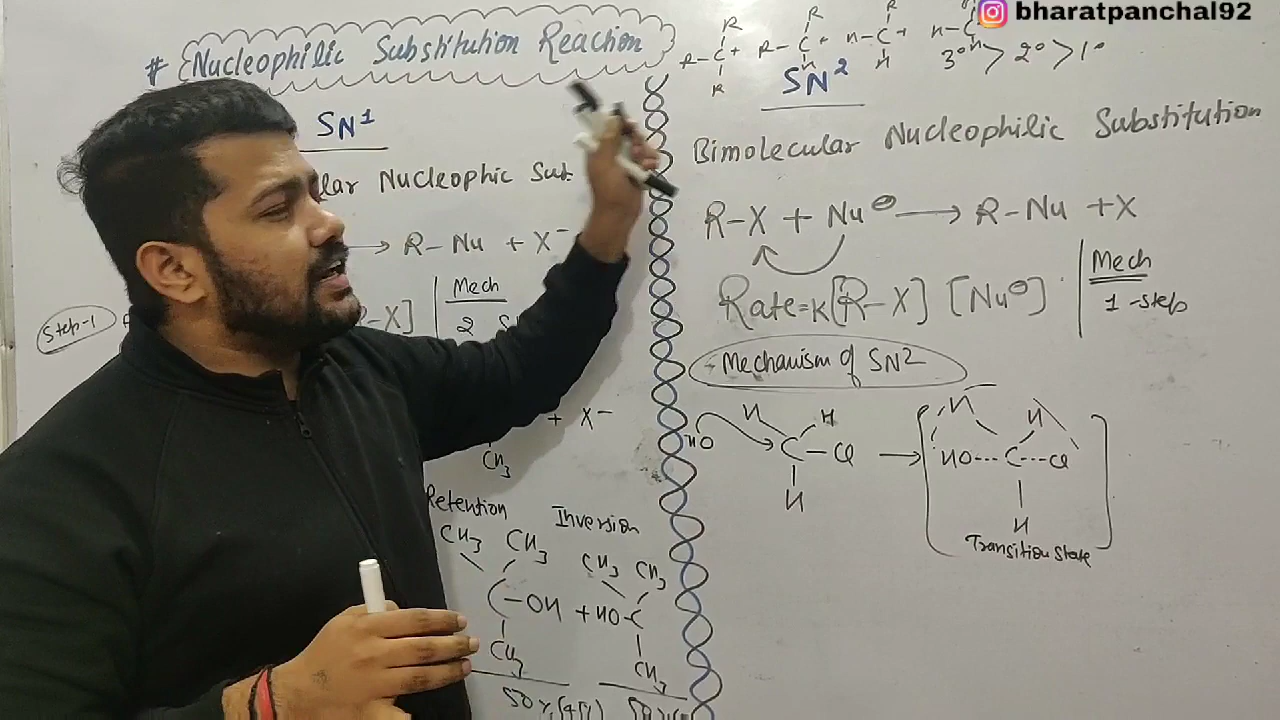 bharatpanchal92
# Nucleophilic Substitution Reaction
SN1
lar Nucleophic Sub.
→ R-Nu + X⁻
Step-1
R-X]
Mech
2
+ X⁻
CH3
Retention
Inversion
CH3 CH3
C-OH
CH3
+
CH3 CH3
HO-C
CH3
R
R-C+
R
R
R-C+
H
R
H-C+
H
H-C
3° > 2° > 1°
SN2
Bimolecular Nucleophilic Substitution
R-X + Nu⊖ → R-Nu + X
Rate=K[R-X] [Nu⊖]
Mech
1-step
Mechanism of SN2
HO
H H
C-Cl
H
→
H H
HO---C---Cl
H
Transition state